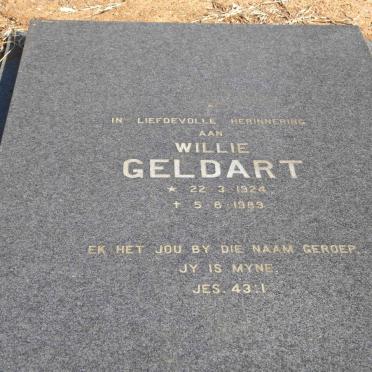 IN LIEFDEVOLLE HERINNERING
AAN
WILLIE
GELDART
★ 22.3.1924
✝ 5.6.1989
EK HET JOU BY DIE NAAM GEROEP,
JY IS MYNE.
JES. 43:1